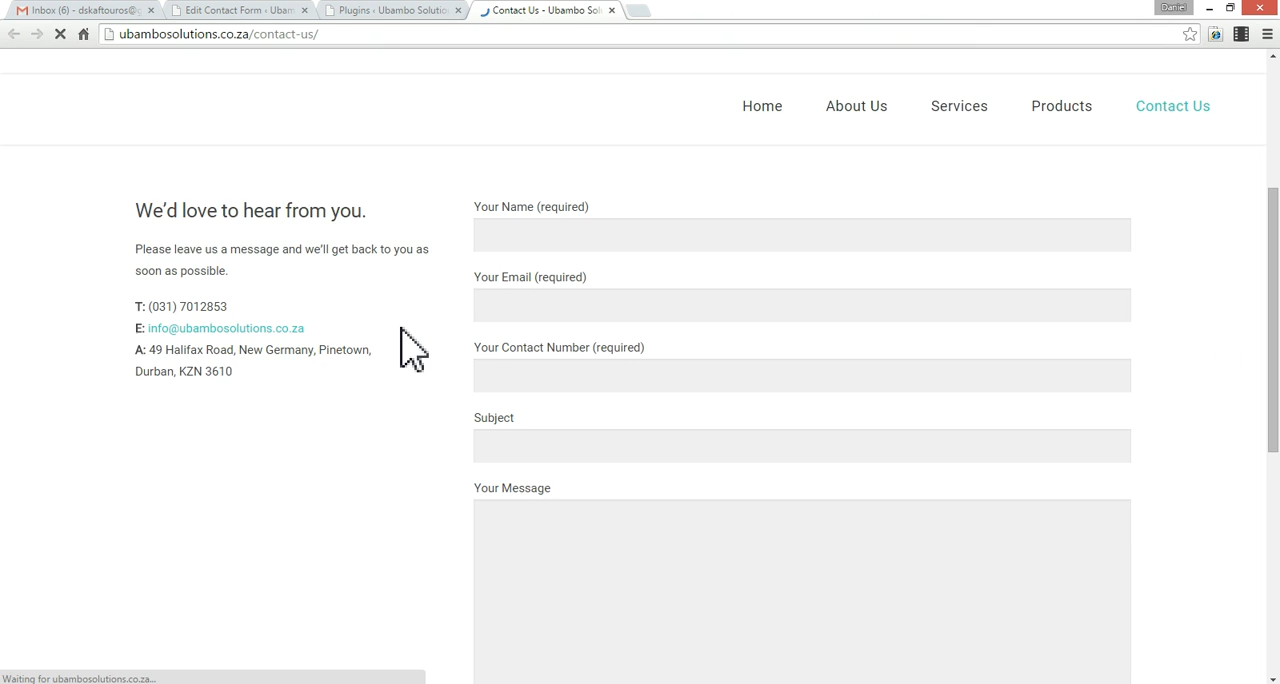 Inbox (6) - dskaftouros@g
Edit Contact Form ‹ Ubam
Plugins ‹ Ubambo Solutio
Contact Us - Ubambo Sol
Daniel
ubambosolutions.co.za/contact-us/
Home
About Us
Services
Products
Contact Us
We'd love to hear from you.
Please leave us a message and we'll get back to you as
soon as possible.
T: (031) 7012853
E: info@ubambosolutions.co.za
A: 49 Halifax Road, New Germany, Pinetown,
Durban, KZN 3610
Your Name (required)
Your Email (required)
Your Contact Number (required)
Subject
Your Message
Waiting for ubambosolutions.co.za...